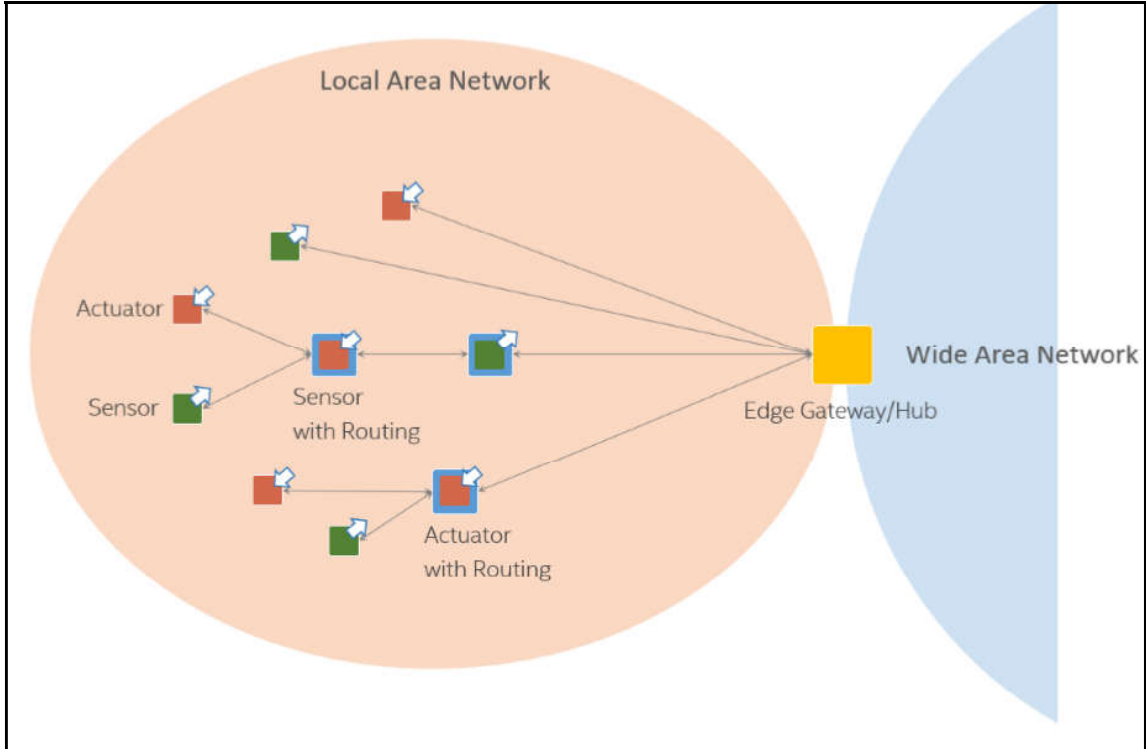 Local Area Network
Actuator
Sensor
Sensor
with Routing
Actuator
with Routing
Edge Gateway/Hub
Wide Area Network